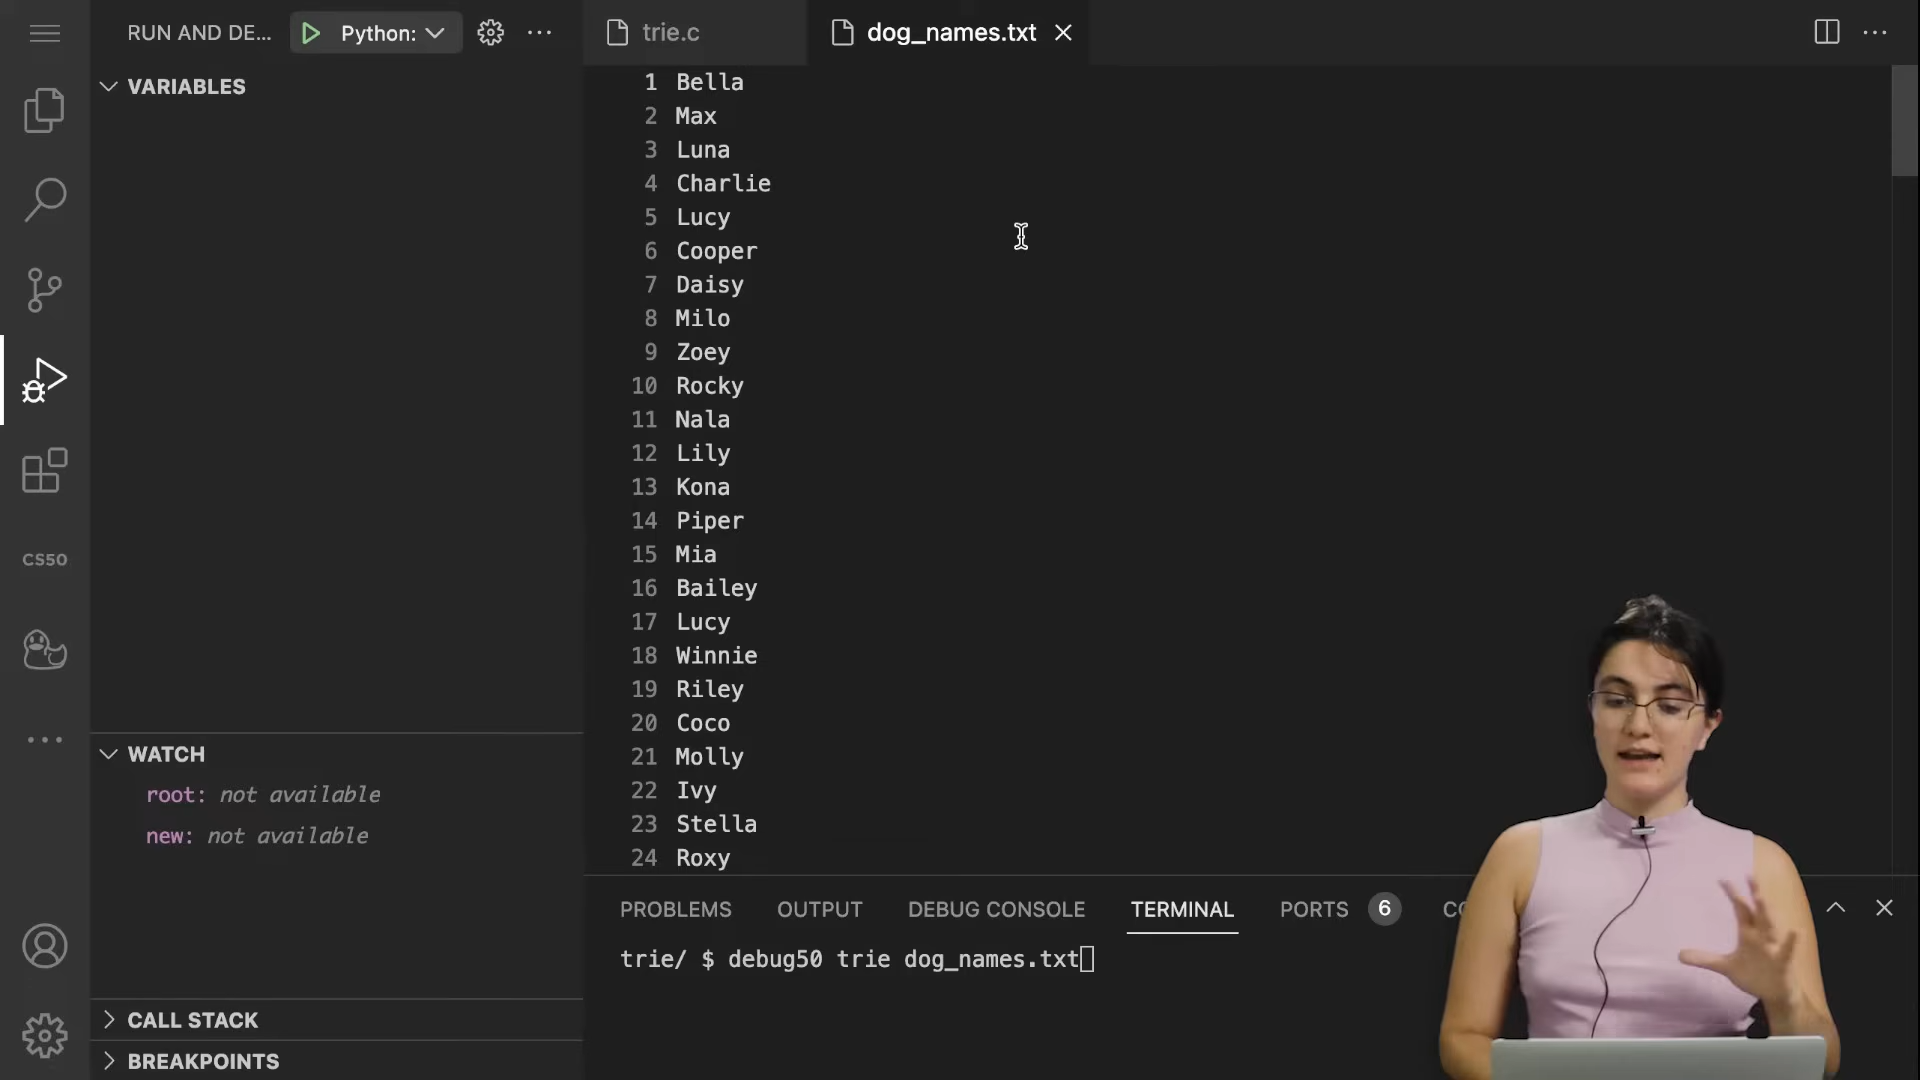 RUN AND DE...
Python:
trie.c
dog_names.txt
VARIABLES
1 Bella
2 Max
3 Luna
4 Charlie
5 Lucy
6 Cooper
7 Daisy
8 Milo
9 Zoey
10 Rocky
11 Nala
12 Lily
13 Kona
14 Piper
15 Mia
16 Bailey
17 Lucy
18 Winnie
19 Riley
20 Coco
21 Molly
22 Ivy
23 Stella
24 Roxy
CS50
WATCH
root: not available
new: not available
CALL STACK
BREAKPOINTS
PROBLEMS OUTPUT DEBUG CONSOLE TERMINAL PORTS 6
trie/ $ debug50 trie dog_names.txt